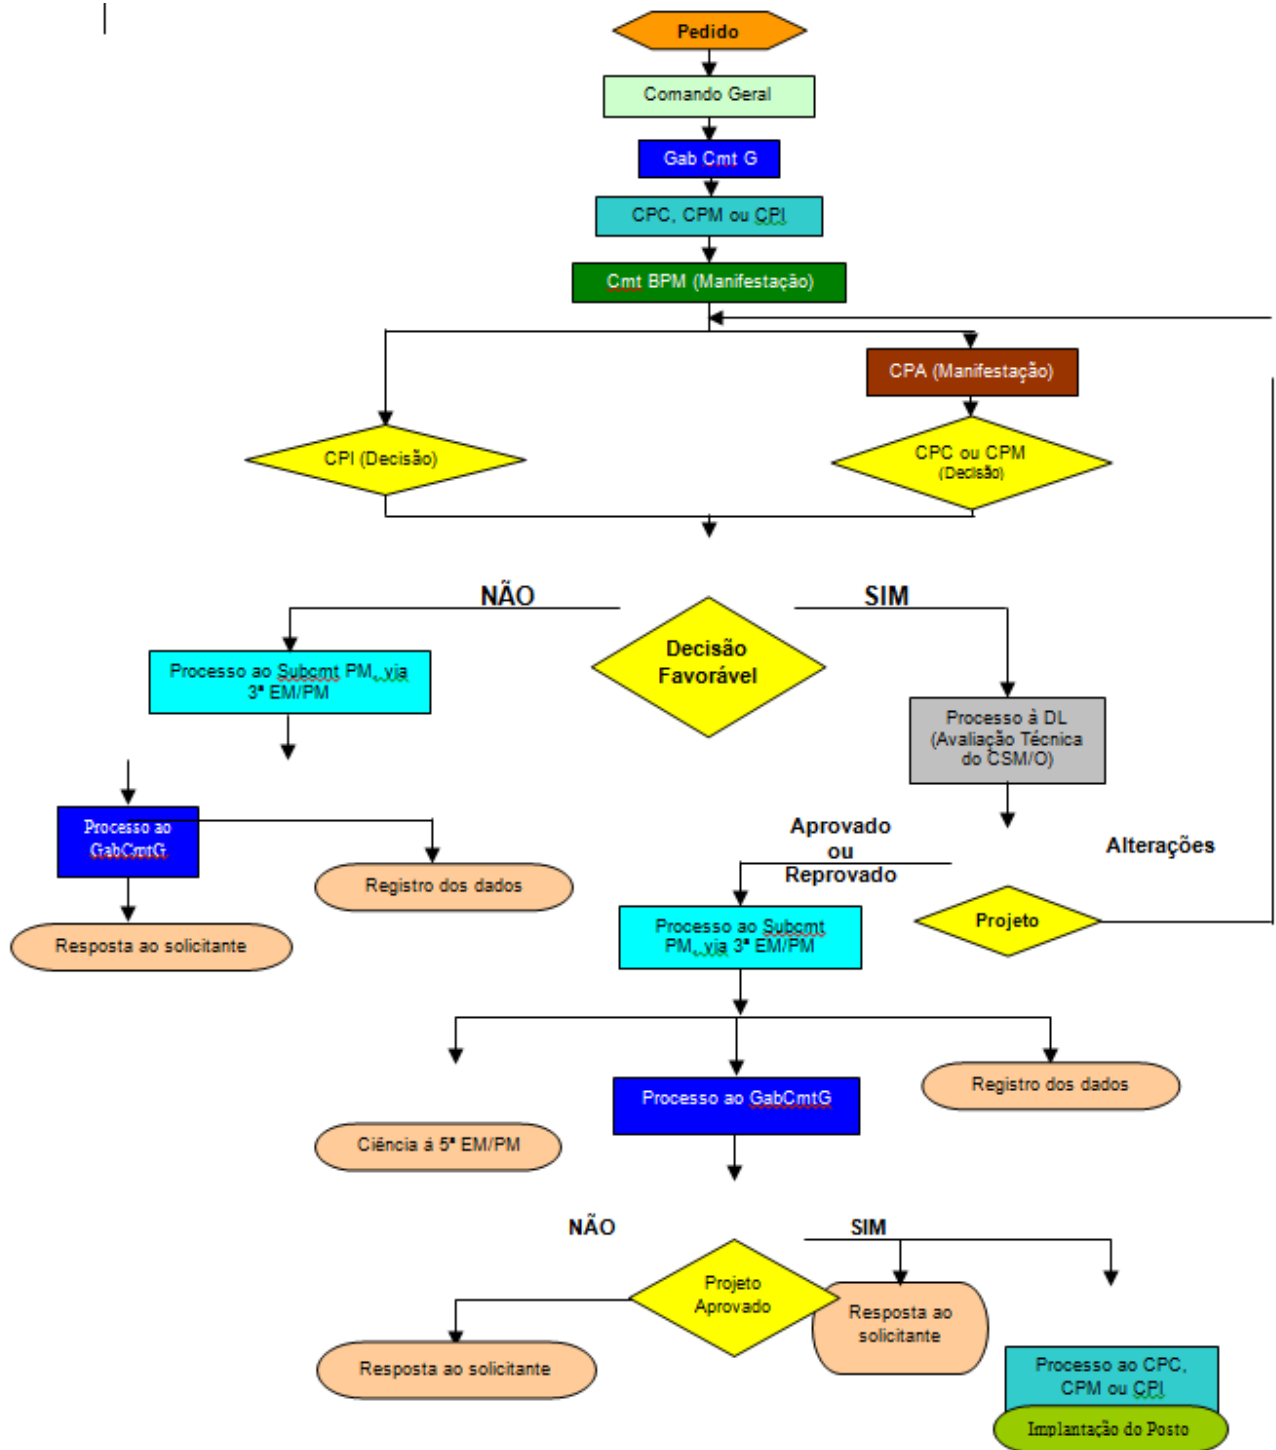 Pedido
Comando Geral
Gab Cmt G
CPC, CPM ou CPI
Cmt BPM (Manifestação)
CPA (Manifestação)
CPI (Decisão)
CPC ou CPM
(Decisão)
NÃO
SIM
Decisão
Favorável
Processo ao Subcmt PM, via
3ª EM/PM
Processo à DL
(Avaliação Técnica
do CSM/O)
Processo ao
GabCmtG
Registro dos dados
Resposta ao solicitante
Aprovado
ou
Reprovado
Alterações
Projeto
Processo ao Subcmt
PM, via 3ª EM/PM
Registro dos dados
Processo ao GabCmtG
Ciência á 5ª EM/PM
NÃO
SIM
Projeto
Aprovado
Resposta ao
solicitante
Resposta ao solicitante
Processo ao CPC,
CPM ou CPI
Implantação do Posto